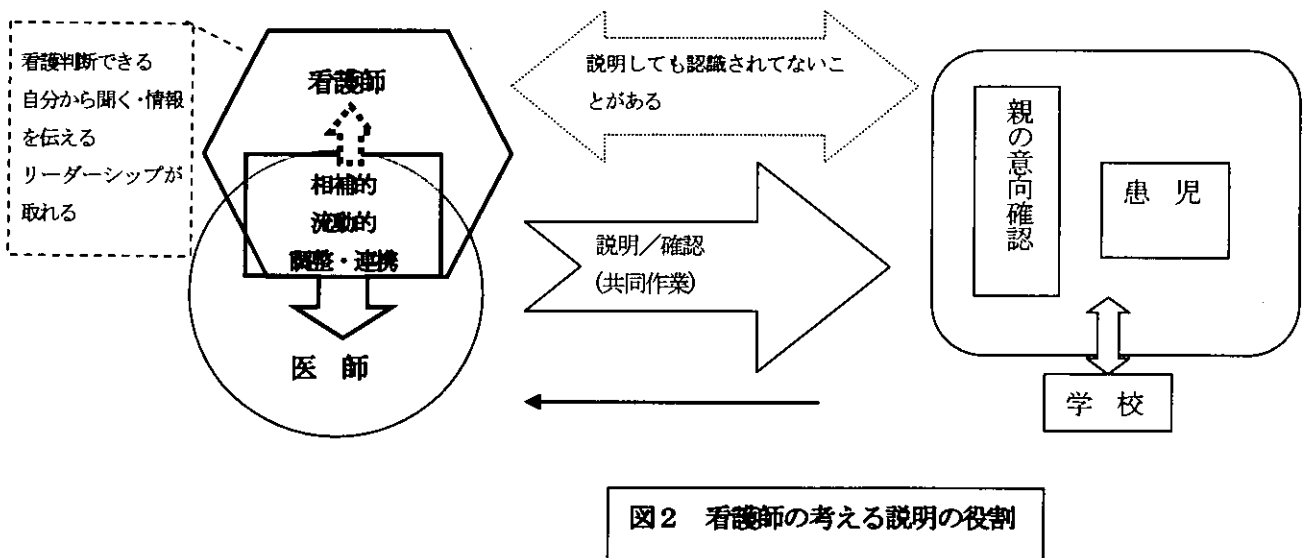 看護判断できる
自分から聞く・情報
を伝える
リーダーシップが
取れる
看護師
相補的
流動的
調整・連携
医 師
説明しても認識されてないこ
とがある
説明／確認
(共同作業)
親の意向確認
患 児
学 校
図2 看護師の考える説明の役割